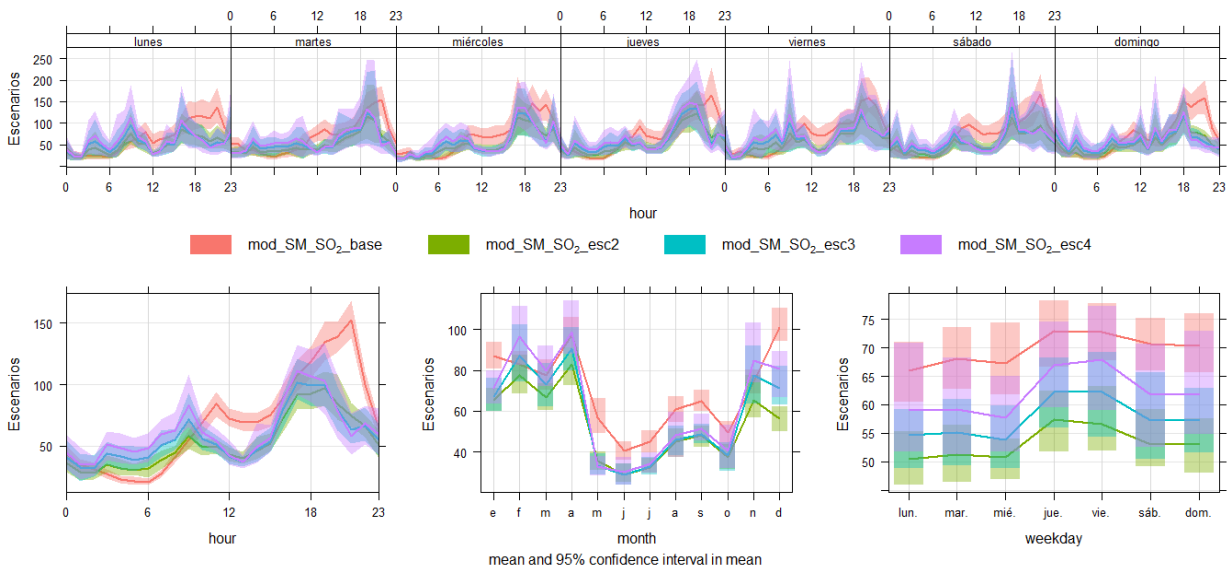 0 6 12 18 23 0 6 12 18 23 0 6 12 18 23
lunes martes miércoles jueves viernes sábado domingo
Escenarios
250
200
150
100
50
0 6 12 18 23 0 6 12 18 23 0 6 12 18 23 0 6 12 18 23
hour
mod_SM_SO₂_base mod_SM_SO₂_esc2 mod_SM_SO₂_esc3 mod_SM_SO₂_esc4
Escenarios
150
100
50
0 6 12 18 23
hour
Escenarios
100
80
60
40
e f m a m j j a s o n d
month
Escenarios
75
70
65
60
55
50
lun. mar. mié. jue. vie. sáb. dom.
weekday
mean and 95% confidence interval in mean